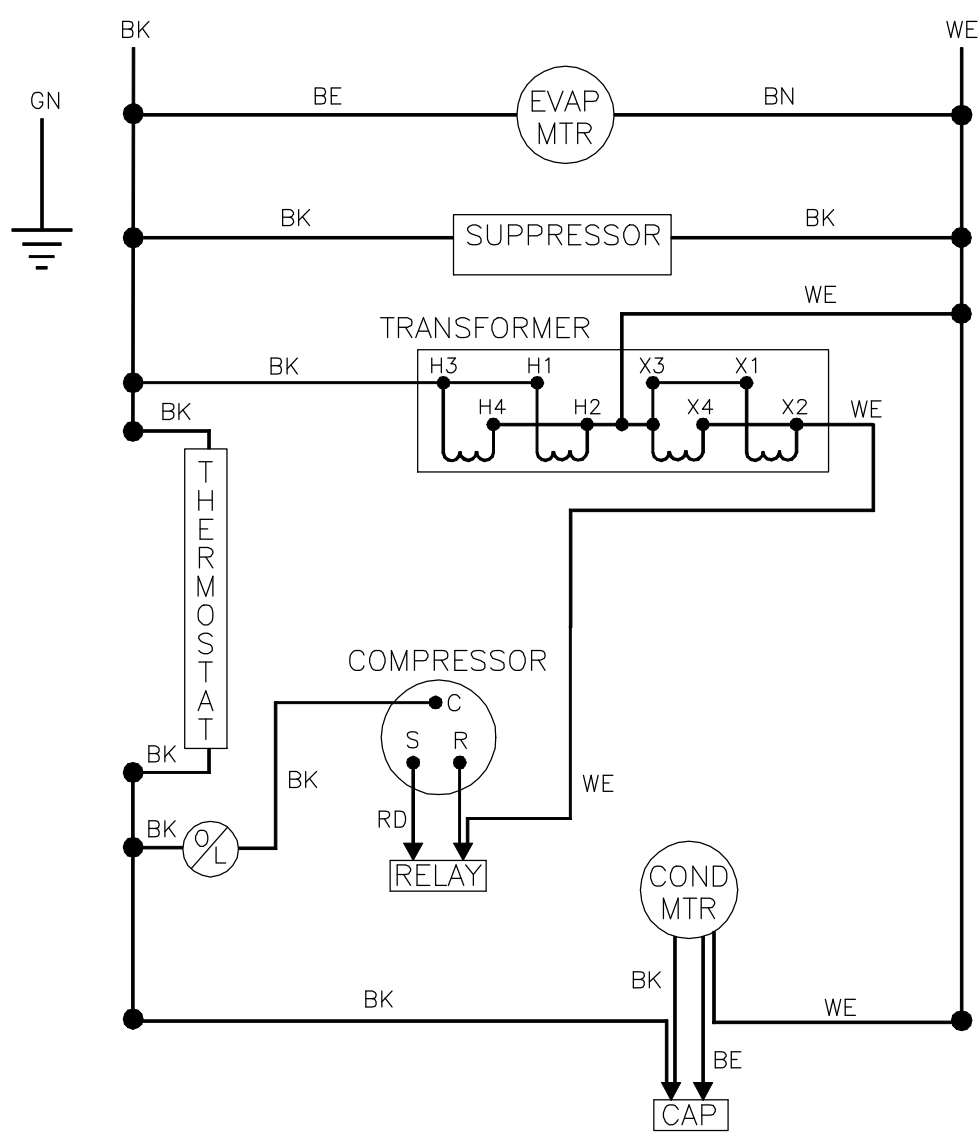 BK
WE
GN
BE
EVAP
MTR
BN
BK
SUPPRESSOR
BK
WE
TRANSFORMER
BK
H3
H1
X3
X1
BK
H4
H2
X4
X2
WE
THERMOSTAT
COMPRESSOR
C
S
R
BK
BK
WE
BK
O/L
RD
RELAY
COND
MTR
BK
BK
WE
BE
CAP